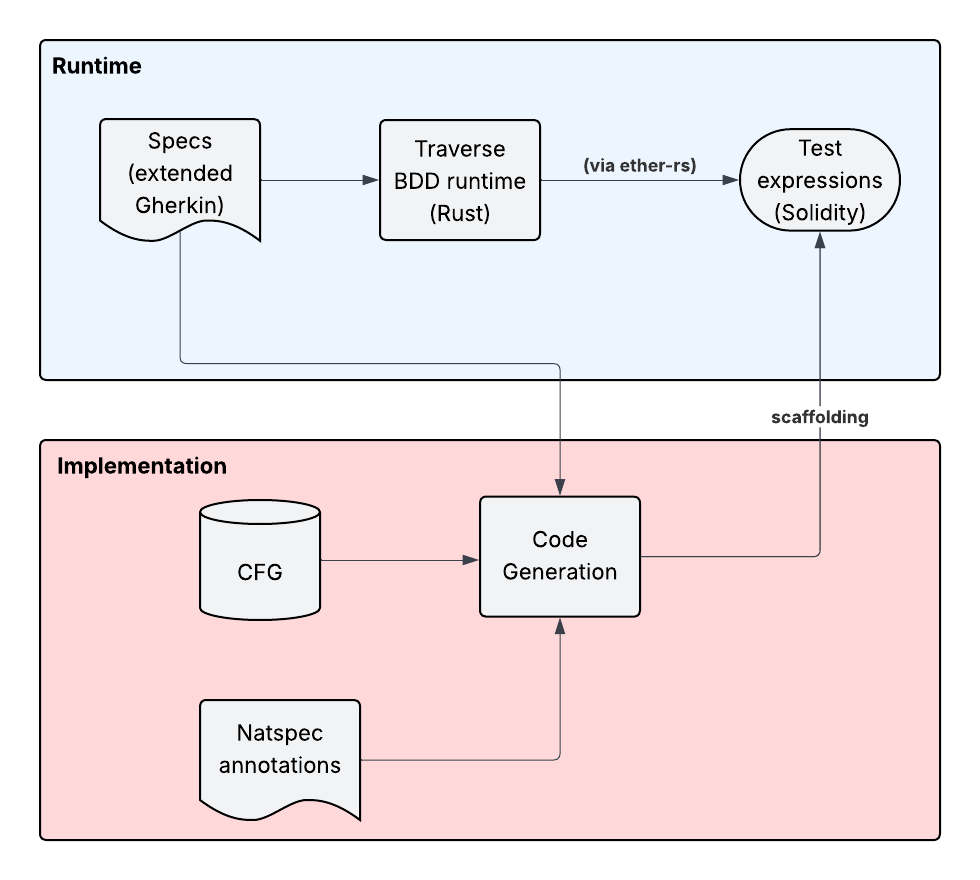 Runtime
Specs
(extended
Gherkin)
Traverse
BDD runtime
(Rust)
(via ether-rs)
Test
expressions
(Solidity)
scaffolding
Implementation
CFG
Code
Generation
Natspec
annotations